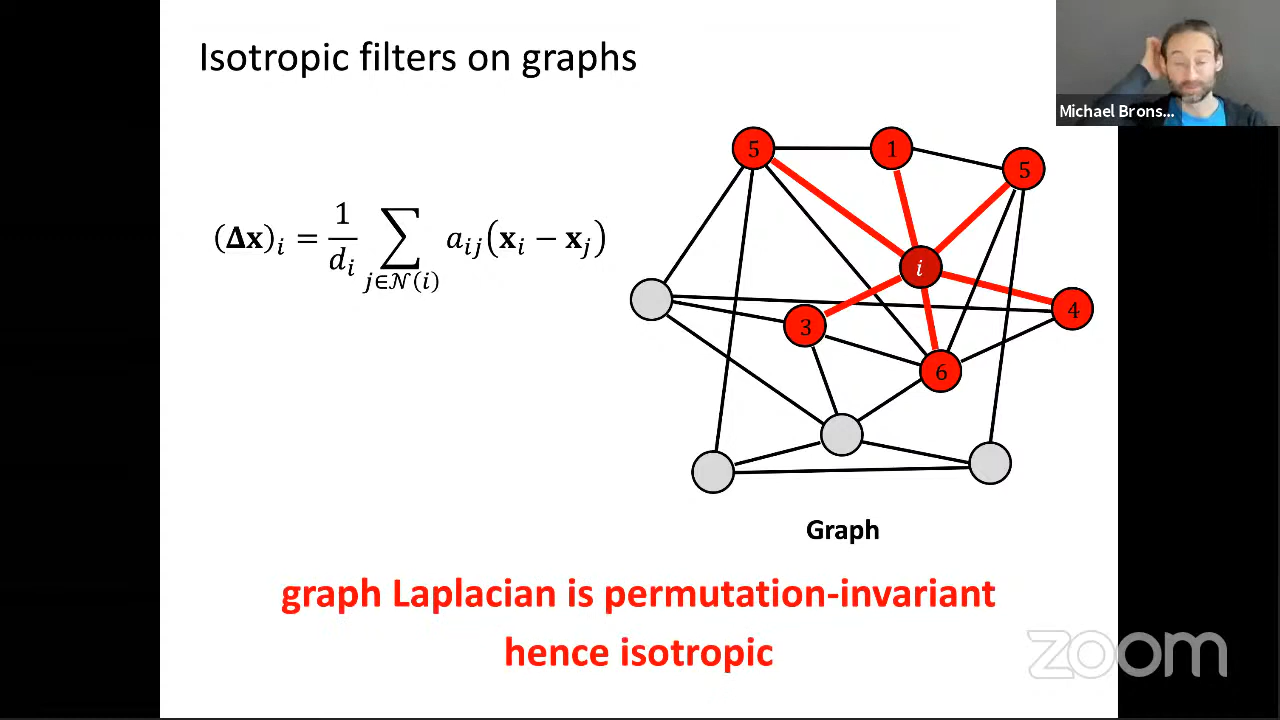 Isotropic filters on graphs
Michael Brons...
(Δx)ᵢ = 1/dᵢ ∑ j∈𝒩(i) aᵢⱼ(xᵢ − xⱼ)
5
1
5
i
4
3
6
Graph
graph Laplacian is permutation-invariant
hence isotropic
zoom